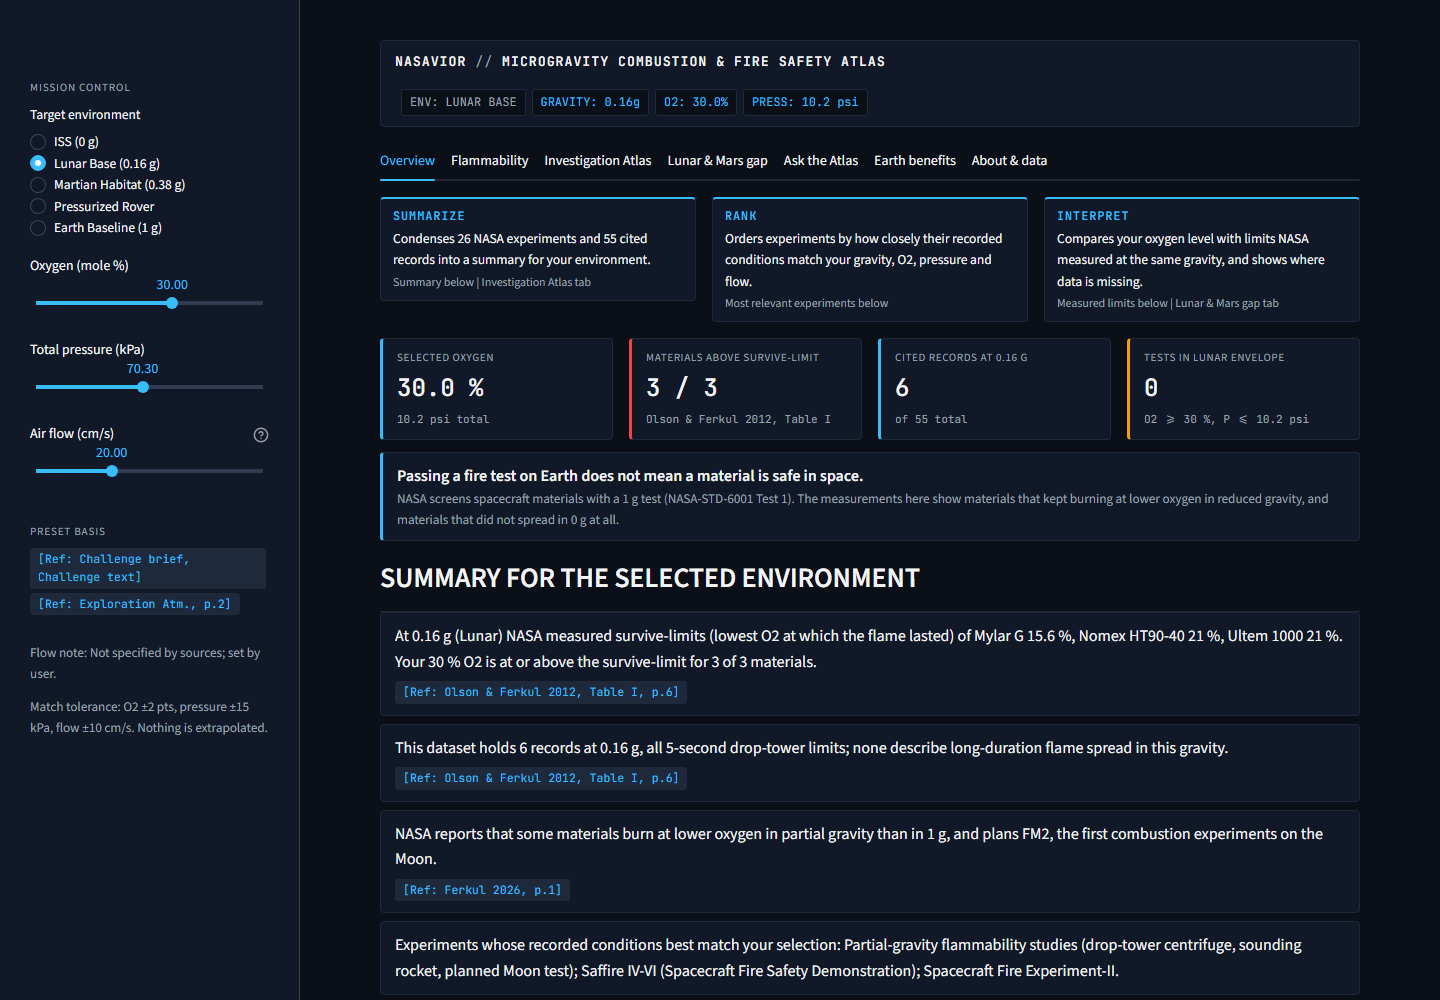 MISSION CONTROL
Target environment
ISS (0 g)
Lunar Base (0.16 g)
Martian Habitat (0.38 g)
Pressurized Rover
Earth Baseline (1 g)
Oxygen (mole %)
30.00
Total pressure (kPa)
70.30
Air flow (cm/s)
20.00
PRESET BASIS
[Ref: Challenge brief,
Challenge text]
[Ref: Exploration Atm., p.2]
Flow note: Not specified by sources; set by
user.
Match tolerance: O2 ±2 pts, pressure ±15
kPa, flow ±10 cm/s. Nothing is extrapolated.
NASAVIOR // MICROGRAVITY COMBUSTION & FIRE SAFETY ATLAS
ENV: LUNAR BASE GRAVITY: 0.16g O2: 30.0% PRESS: 10.2 psi
Overview Flammability Investigation Atlas Lunar & Mars gap Ask the Atlas Earth benefits About & data
SUMMARIZE
Condenses 26 NASA experiments and 55 cited
records into a summary for your environment.
Summary below | Investigation Atlas tab
RANK
Orders experiments by how closely their recorded
conditions match your gravity, O2, pressure and
flow.
Most relevant experiments below
INTERPRET
Compares your oxygen level with limits NASA
measured at the same gravity, and shows where
data is missing.
Measured limits below | Lunar & Mars gap tab
SELECTED OXYGEN
30.0 %
10.2 psi total
MATERIALS ABOVE SURVIVE-LIMIT
3 / 3
Olson & Ferkul 2012, Table I
CITED RECORDS AT 0.16 G
6
of 55 total
TESTS IN LUNAR ENVELOPE
0
O2 ≥ 30 %, P ≤ 10.2 psi
Passing a fire test on Earth does not mean a material is safe in space.
NASA screens spacecraft materials with a 1 g test (NASA-STD-6001 Test 1). The measurements here show materials that kept burning at lower oxygen in reduced gravity, and
materials that did not spread in 0 g at all.
SUMMARY FOR THE SELECTED ENVIRONMENT
At 0.16 g (Lunar) NASA measured survive-limits (lowest O2 at which the flame lasted) of Mylar G 15.6 %, Nomex HT90-40 21 %, Ultem 1000 21 %.
Your 30 % O2 is at or above the survive-limit for 3 of 3 materials.
[Ref: Olson & Ferkul 2012, Table I, p.6]
This dataset holds 6 records at 0.16 g, all 5-second drop-tower limits; none describe long-duration flame spread in this gravity.
[Ref: Olson & Ferkul 2012, Table I, p.6]
NASA reports that some materials burn at lower oxygen in partial gravity than in 1 g, and plans FM2, the first combustion experiments on the
Moon.
[Ref: Ferkul 2026, p.1]
Experiments whose recorded conditions best match your selection: Partial-gravity flammability studies (drop-tower centrifuge, sounding
rocket, planned Moon test); Saffire IV-VI (Spacecraft Fire Safety Demonstration); Spacecraft Fire Experiment-II.